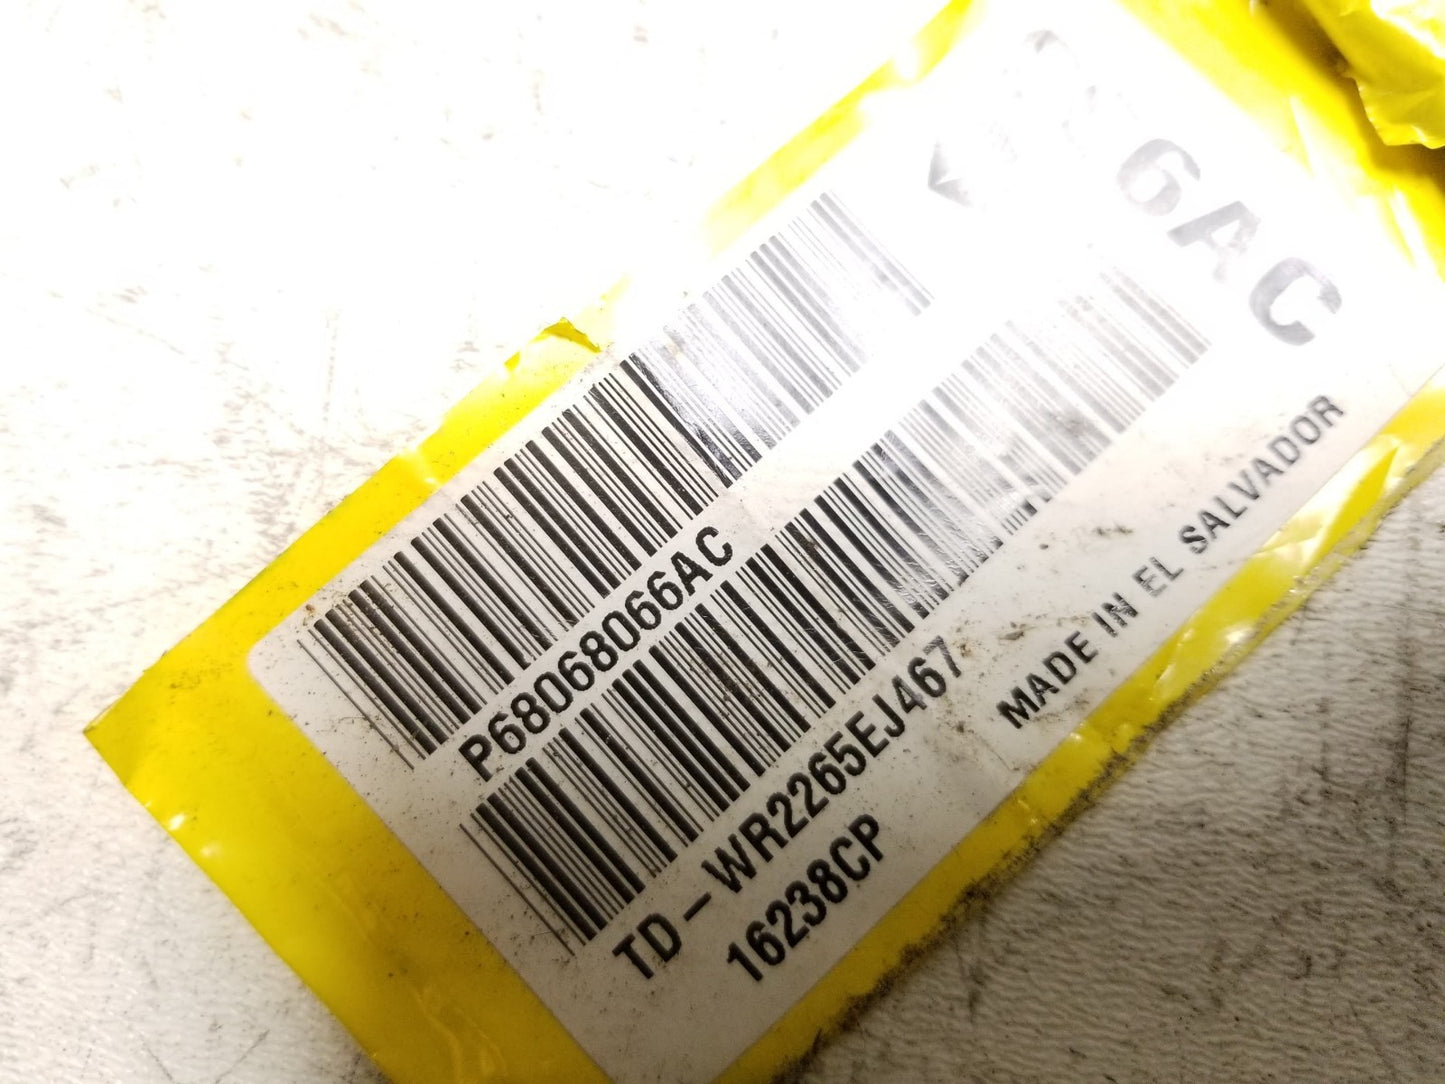 6AC
P68068066AC
TD-WR2265EJ467
16238CP
MADE IN EL SALVADOR